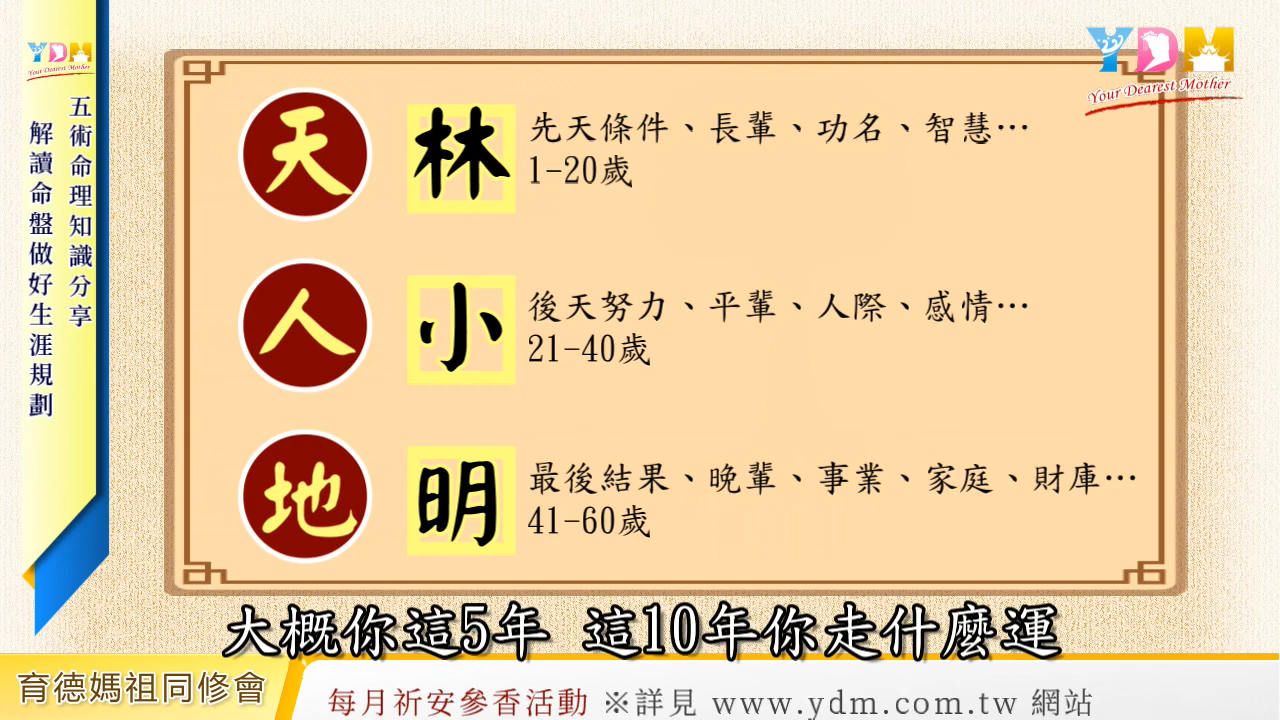 YDM
Your Dearest Mother
五術命理知識分享
解讀命盤做好生涯規劃
YDM
Your Dearest Mother
天
林
先天條件、長輩、功名、智慧…
1-20歲
人
小
後天努力、平輩、人際、感情…
21-40歲
地
明
最後結果、晚輩、事業、家庭、財庫…
41-60歲
大概你這5年 這10年你走什麼運
育德媽祖同修會
每月祈安參香活動 ※詳見 www.ydm.com.tw 網站